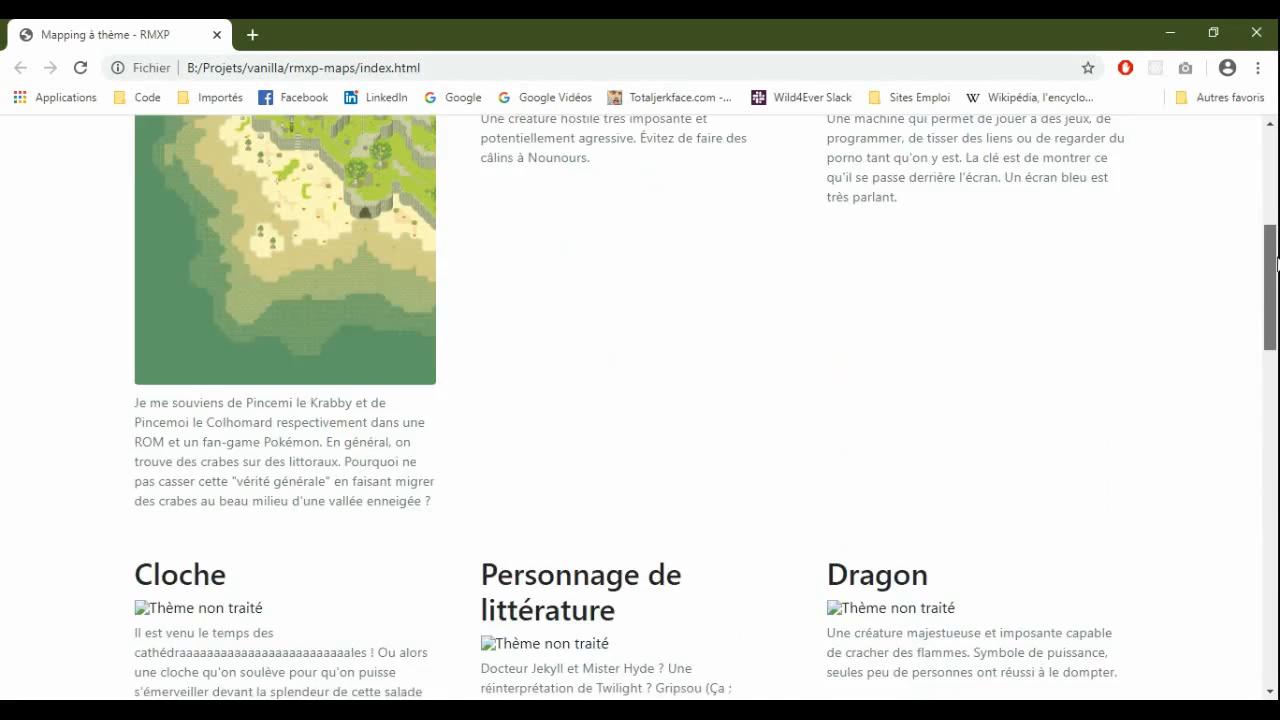 Mapping à thème - RMXP
Fichier B:/Projets/vanilla/rmxp-maps/index.html
Applications Code Importés Facebook LinkedIn Google Google Vidéos Totaljerkface.com -... Wild4Ever Slack Sites Emploi Wikipédia, l'encyclo... Autres favoris
Une créature hostile très imposante et
potentiellement agressive. Évitez de faire des
câlins à Nounours.
Une machine qui permet de jouer à des jeux, de
programmer, de tisser des liens ou de regarder du
porno tant qu'on y est. La clé est de montrer ce
qu'il se passe derrière l'écran. Un écran bleu est
très parlant.
Je me souviens de Pincemi le Krabby et de
Pincemoi le Colhomard respectivement dans une
ROM et un fan-game Pokémon. En général, on
trouve des crabes sur des littoraux. Pourquoi ne
pas casser cette "vérité générale" en faisant migrer
des crabes au beau milieu d'une vallée enneigée ?
Cloche
Thème non traité
Il est venu le temps des
cathédraaaaaaaaaaaaaaaaaaaaaaaaaales ! Ou alors
une cloche qu'on soulève pour qu'on puisse
s'émerveiller devant la splendeur de cette salade
Personnage de
littérature
Thème non traité
Docteur Jekyll et Mister Hyde ? Une
réinterprétation de Twilight ? Gripsou (Ça ;
Dragon
Thème non traité
Une créature majestueuse et imposante capable
de cracher des flammes. Symbole de puissance,
seules peu de personnes ont réussi à le dompter.